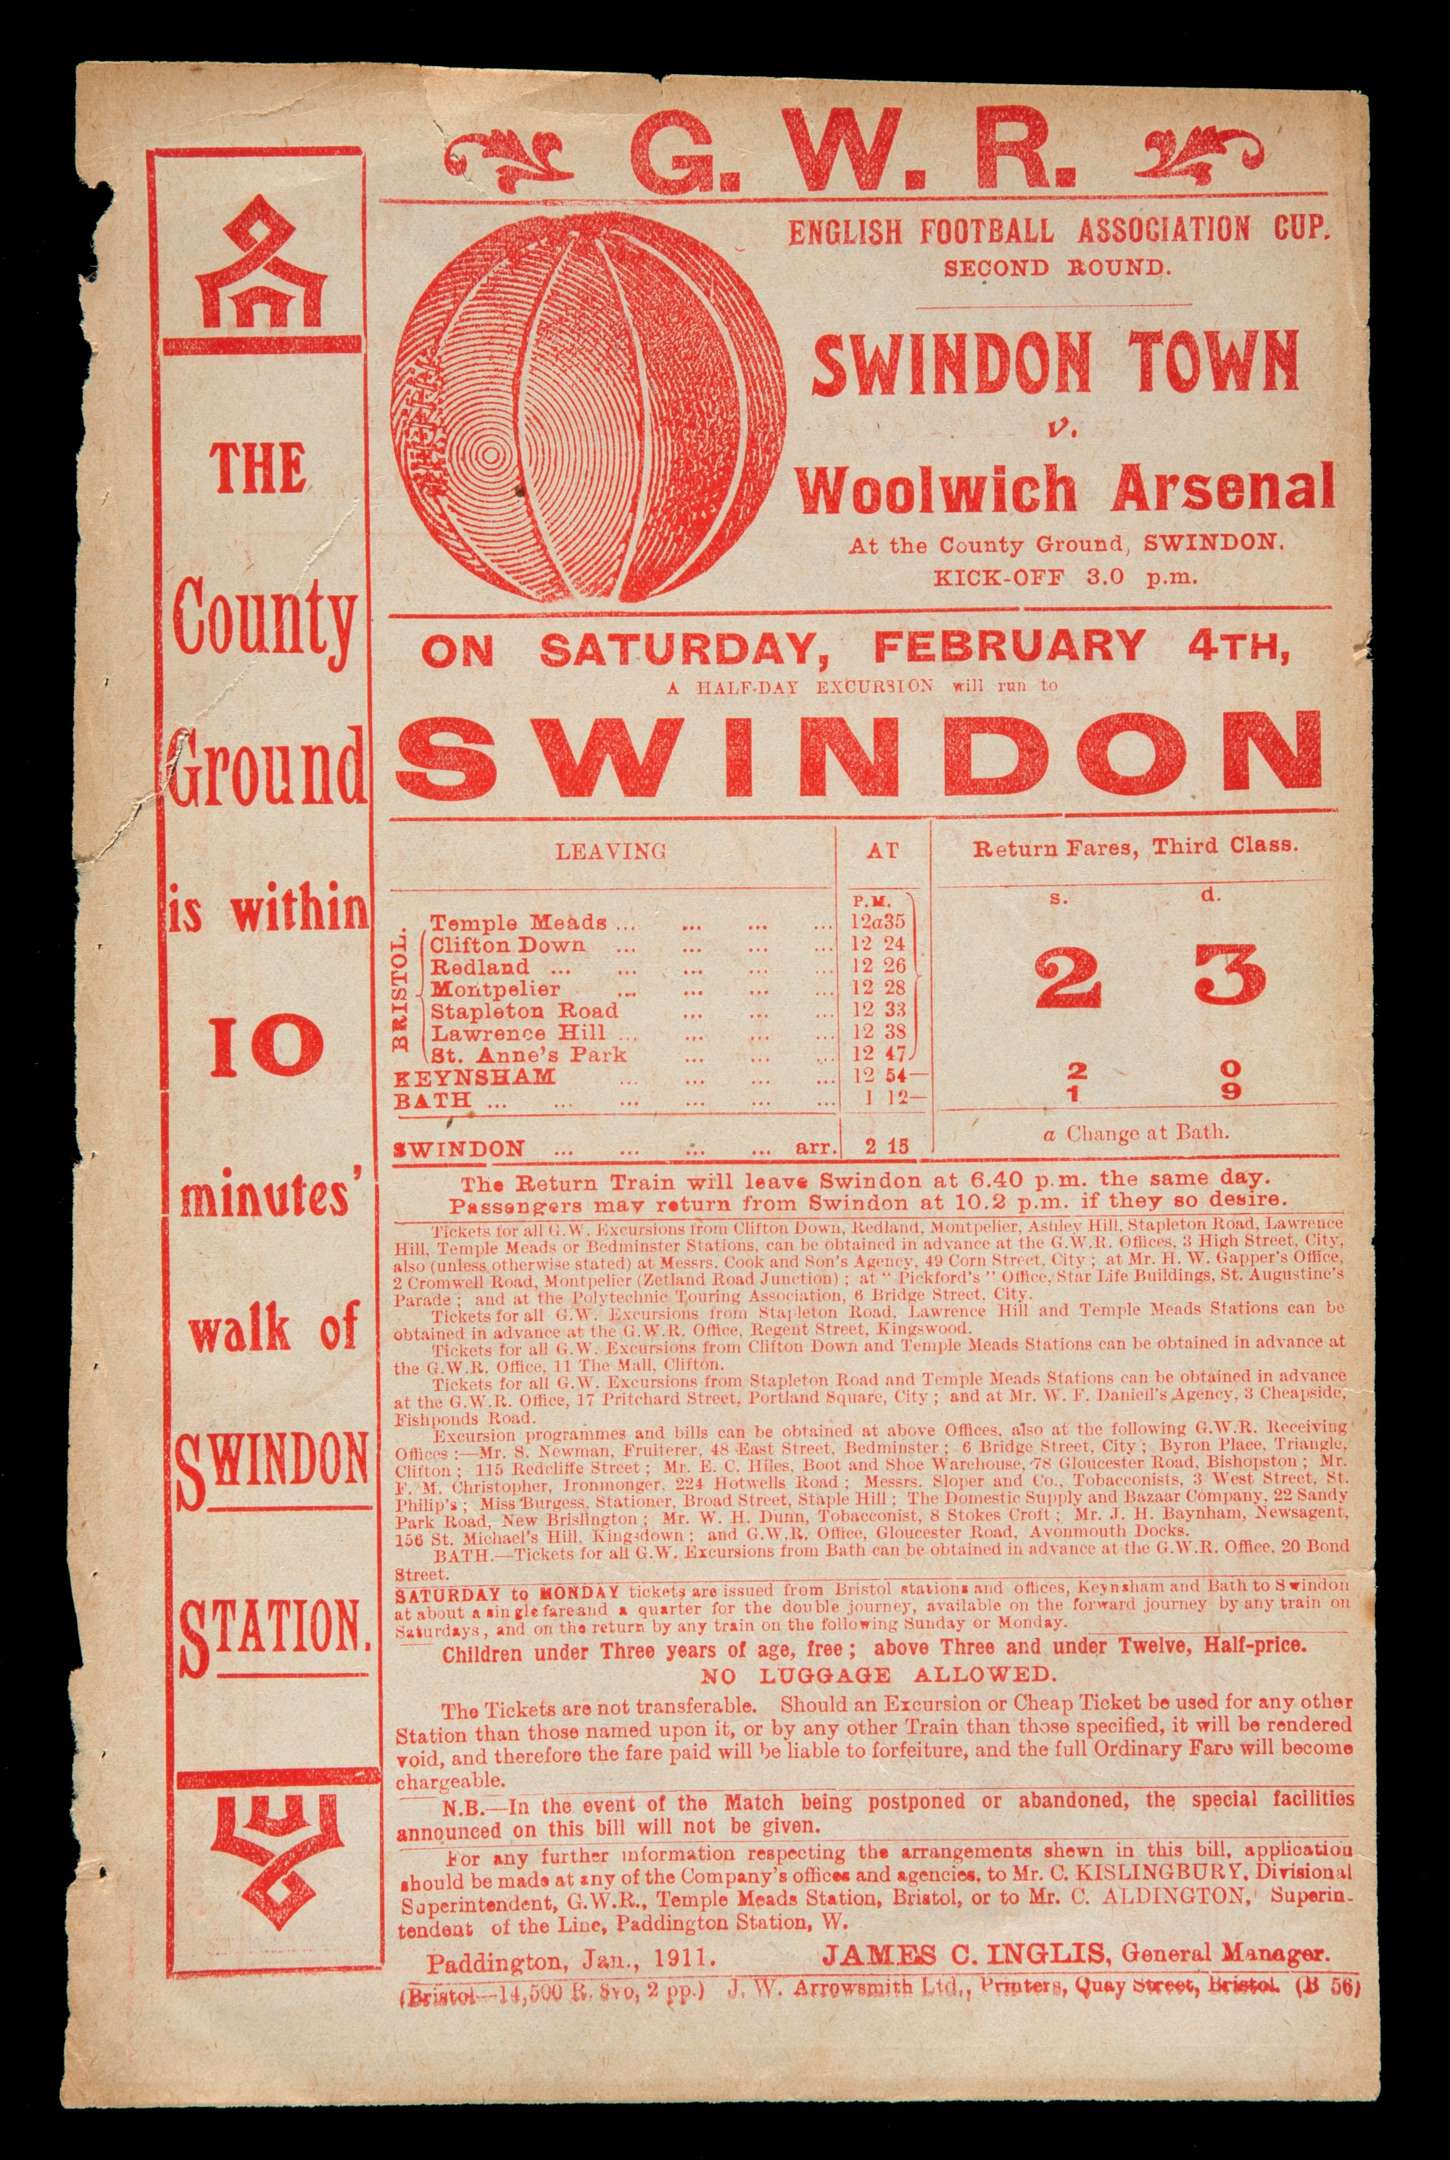 G. W. R.
ENGLISH FOOTBALL ASSOCIATION CUP.
SECOND ROUND.
SWINDON TOWN
v.
Woolwich Arsenal
At the County Ground, SWINDON.
KICK-OFF 3.0 p.m.
THE
County
Ground
is within
10
minutes'
walk of
SWINDON
STATION.
ON SATURDAY, FEBRUARY 4TH,
A HALF-DAY EXCURSION will run to
SWINDON
LEAVING AT Return Fares, Third Class.
P.M. s. d.
BRISTOL.
Temple Meads ... ... ... ... 12a35
Clifton Down ... ... ... ... 12 24
Redland ... ... ... ... ... 12 26
Montpelier ... ... ... ... 12 28
Stapleton Road ... ... ... 12 33
Lawrence Hill ... ... ... ... 12 38
St. Anne's Park ... ... ... 12 47
2 3
KEYNSHAM ... ... ... ... 12 54— 2 0
BATH ... ... ... ... ... ... 1 12— 1 9
SWINDON ... ... ... ... arr. 2 15
a Change at Bath.
The Return Train will leave Swindon at 6.40 p.m. the same day.
Passengers may return from Swindon at 10.2 p.m. if they so desire.
Tickets for all G.W. Excursions from Clifton Down, Redland, Montpelier, Ashley Hill, Stapleton Road, Lawrence
Hill, Temple Meads or Bedminster Stations, can be obtained in advance at the G.W.R. Offices, 3 High Street, City,
also (unless otherwise stated) at Messrs. Cook and Son's Agency, 49 Corn Street, City; at Mr. H. W. Gapper's Office,
2 Cromwell Road, Montpelier (Zetland Road Junction); at "Pickford's" Office, Star Life Buildings, St. Augustine's
Parade; and at the Polytechnic Touring Association, 6 Bridge Street, City.
Tickets for all G.W. Excursions from Stapleton Road, Lawrence Hill and Temple Meads Stations can be
obtained in advance at the G.W.R. Office, Regent Street, Kingswood.
Tickets for all G.W. Excursions from Clifton Down and Temple Meads Stations can be obtained in advance at
the G.W.R. Office, 11 The Mall, Clifton.
Tickets for all G.W. Excursions from Stapleton Road and Temple Meads Stations can be obtained in advance
at the G.W.R. Office, 17 Pritchard Street, Portland Square, City; and at Mr. W. F. Daniell's Agency, 3 Cheapside,
Fishponds Road.
Excursion programmes and bills can be obtained at above Offices, also at the following G.W.R. Receiving
Offices:—Mr. S. Newman, Fruiterer, 48 East Street, Bedminster; 6 Bridge Street, City; Byron Place, Triangle,
Clifton; 115 Redcliffe Street; Mr. E. C. Hiles, Boot and Shoe Warehouse, 78 Gloucester Road, Bishopston; Mr.
F. M. Christopher, Ironmonger, 224 Hotwells Road; Messrs. Sloper and Co., Tobacconists, 3 West Street, St.
Philip's; Miss Burgess, Stationer, Broad Street, Staple Hill; The Domestic Supply and Bazaar Company, 22 Sandy
Park Road, New Brislington; Mr. W. H. Dunn, Tobacconist, 8 Stokes Croft; Mr. J. H. Baynham, Newsagent,
156 St. Michael's Hill, Kingsdown; and G.W.R. Office, Gloucester Road, Avonmouth Docks.
BATH.—Tickets for all G.W. Excursions from Bath can be obtained in advance at the G.W.R. Office, 20 Bond
Street.
SATURDAY to MONDAY tickets are issued from Bristol stations and offices, Keynsham and Bath to Swindon
at about a single fare and a quarter for the double journey, available on the forward journey by any train on
Saturdays, and on the return by any train on the following Sunday or Monday.
Children under Three years of age, free; above Three and under Twelve, Half-price.
NO LUGGAGE ALLOWED.
The Tickets are not transferable. Should an Excursion or Cheap Ticket be used for any other
Station than those named upon it, or by any other Train than those specified, it will be rendered
void, and therefore the fare paid will be liable to forfeiture, and the full Ordinary Fare will become
chargeable.
N.B.—In the event of the Match being postponed or abandoned, the special facilities
announced on this bill will not be given.
For any further information respecting the arrangements shewn in this bill, application
should be made at any of the Company's offices and agencies, to Mr. C. KISLINGBURY, Divisional
Superintendent, G.W.R., Temple Meads Station, Bristol, or to Mr. C. ALDINGTON, Superin-
tendent of the Line, Paddington Station, W.
Paddington, Jan., 1911. JAMES C. INGLIS, General Manager.
(Bristol—14,500 R. 8vo, 2 pp.) J. W. Arrowsmith Ltd., Printers, Quay Street, Bristol. (B 56)